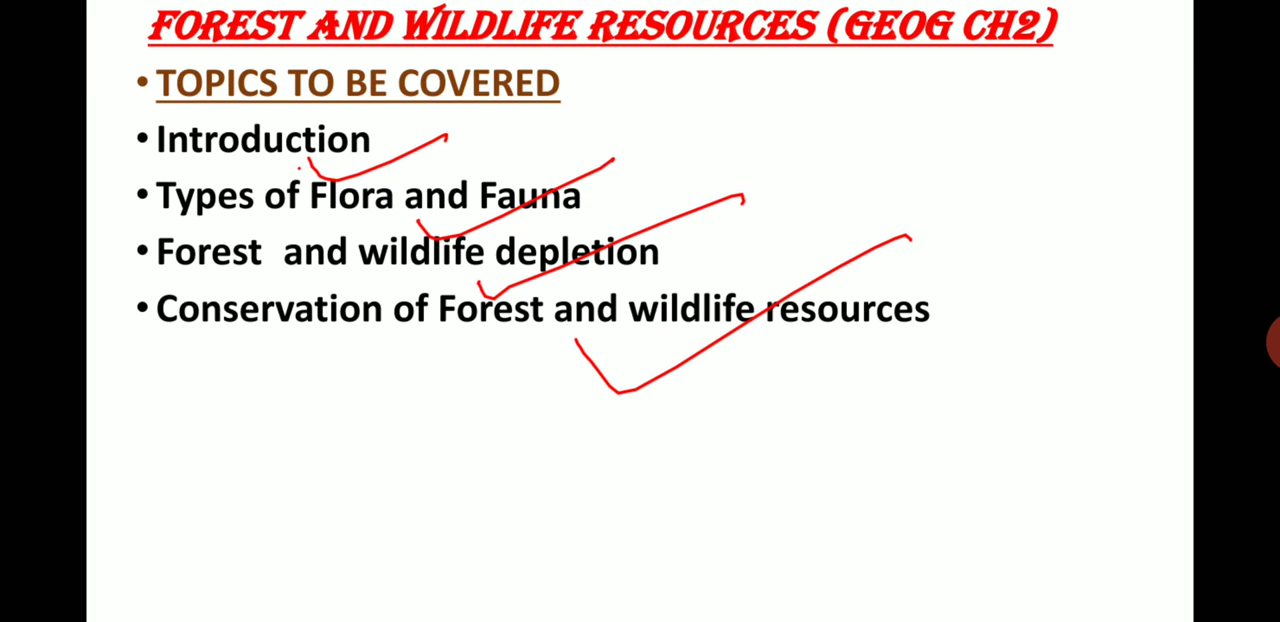 FOREST AND WILDLIFE RESOURCES (GEOG CH2)
• TOPICS TO BE COVERED
• Introduction
• Types of Flora and Fauna
• Forest and wildlife depletion
• Conservation of Forest and wildlife resources